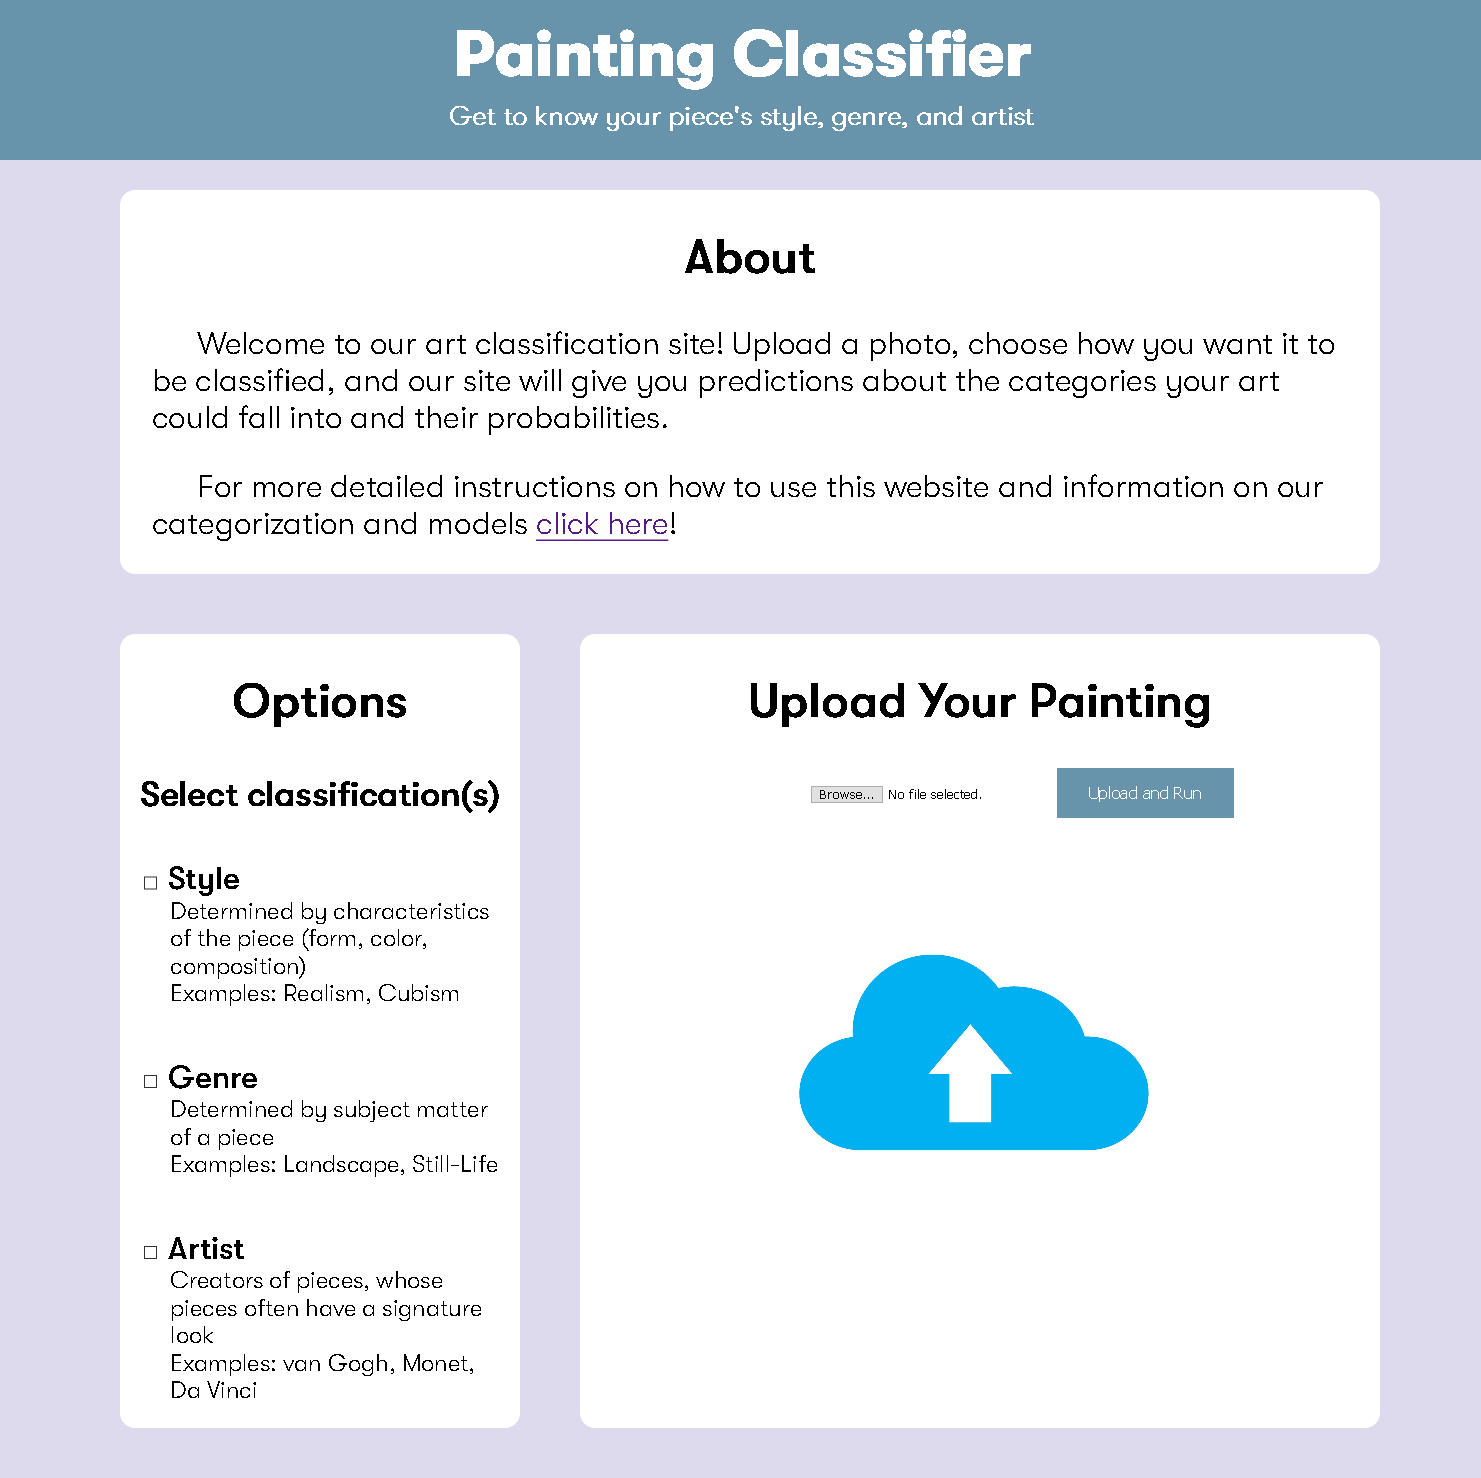 Painting Classifier
Get to know your piece's style, genre, and artist
About
Welcome to our art classification site! Upload a photo, choose how you want it to
be classified, and our site will give you predictions about the categories your art
could fall into and their probabilities.
For more detailed instructions on how to use this website and information on our
categorization and models click here!
Options
Select classification(s)
Style
Determined by characteristics
of the piece (form, color,
composition)
Examples: Realism, Cubism
Genre
Determined by subject matter
of a piece
Examples: Landscape, Still-Life
Artist
Creators of pieces, whose
pieces often have a signature
look
Examples: van Gogh, Monet,
Da Vinci
Upload Your Painting
Browse... No file selected.
Upload and Run